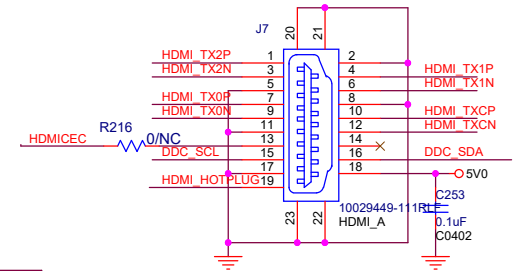 J7
20 21
HDMI_TX2P 1 2
HDMI_TX2N 3 4 HDMI_TX1P
5 6 HDMI_TX1N
HDMI_TX0P 7 8
HDMI_TX0N 9 10 HDMI_TXCP
11 12 HDMI_TXCN
R216
HDMICEC 0/NC 13 14
DDC_SCL 15 16 DDC_SDA
17 18 5V0
HDMI_HOTPLUG 19
C253
10029449-111RLF
23 22 HDMI_A 0.1uF
C0402